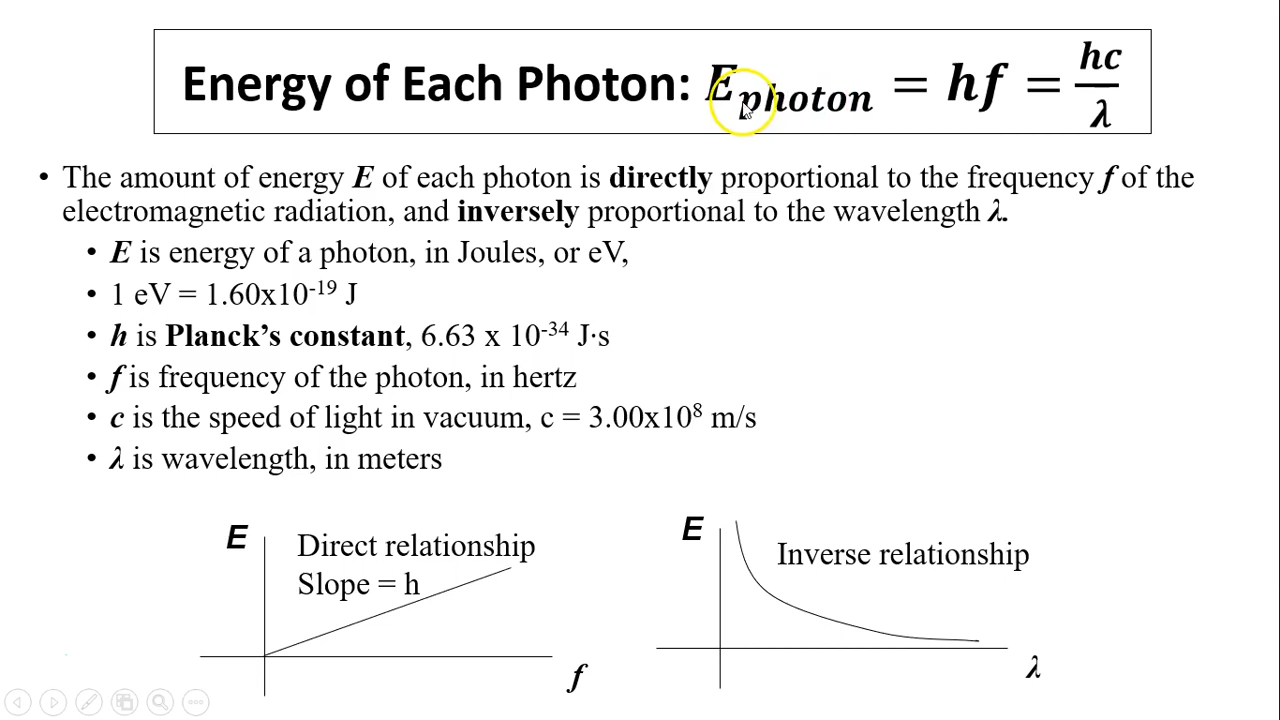 Energy of Each Photon: E_photon = hf = hc/λ
• The amount of energy E of each photon is directly proportional to the frequency f of the
electromagnetic radiation, and inversely proportional to the wavelength λ.
• E is energy of a photon, in Joules, or eV,
• 1 eV = 1.60x10⁻¹⁹ J
• h is Planck’s constant, 6.63 x 10⁻³⁴ J·s
• f is frequency of the photon, in hertz
• c is the speed of light in vacuum, c = 3.00x10⁸ m/s
• λ is wavelength, in meters
E
Direct relationship
Slope = h
f
E
Inverse relationship
λ